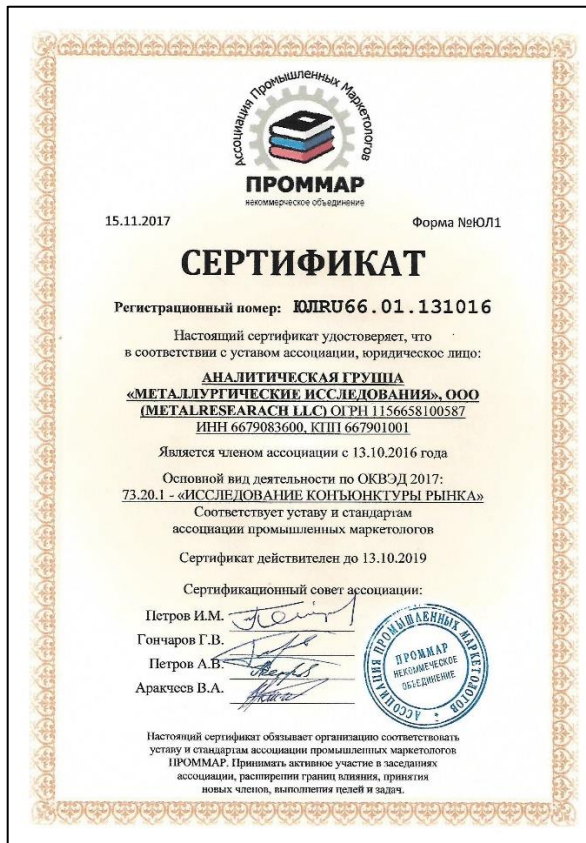 Ассоциация Промышленных Маркетологов
ПРОММАР
некоммерческое объединение
15.11.2017 Форма №ЮЛ1
СЕРТИФИКАТ
Регистрационный номер: ЮЛRU66.01.131016
Настоящий сертификат удостоверяет, что
в соответствии с уставом ассоциации, юридическое лицо:
АНАЛИТИЧЕСКАЯ ГРУППА
«МЕТАЛЛУРГИЧЕСКИЕ ИССЛЕДОВАНИЯ», ООО
(METALRESEARACH LLC) ОГРН 1156658100587
ИНН 6679083600, КПП 667901001
Является членом ассоциации с 13.10.2016 года
Основной вид деятельности по ОКВЭД 2017:
73.20.1 - «ИССЛЕДОВАНИЕ КОНЪЮНКТУРЫ РЫНКА»
Соответствует уставу и стандартам
ассоциации промышленных маркетологов
Сертификат действителен до 13.10.2019
Сертификационный совет ассоциации:
Петров И.М.
Гончаров Г.В.
Петров А.В.
Аракчеев В.А.
АССОЦИАЦИЯ ПРОМЫШЛЕННЫХ МАРКЕТОЛОГОВ
ПРОММАР
НЕКОММЕЧЕСКОЕ
ОБЪЕДИНЕНИЕ
Настоящий сертификат обязывает организацию соответствовать
уставу и стандартам ассоциации промышленных маркетологов
ПРОММАР. Принимать активное участие в заседаниях
ассоциации, расширении границ влияния, принятия
новых членов, выполнения целей и задач.